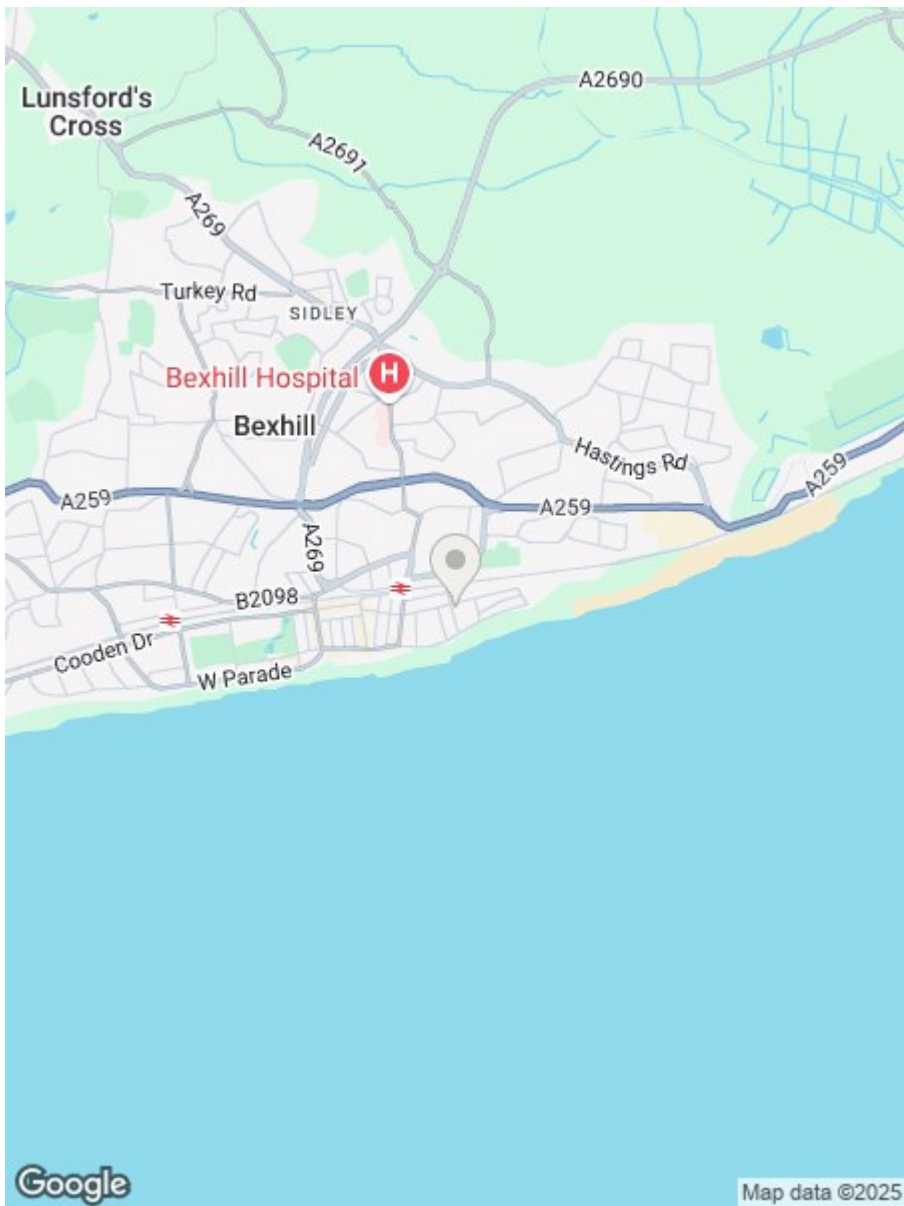 A2690
Lunsford's
Cross
A2691
A269
Turkey Rd
SIDLEY
Bexhill Hospital
H
Bexhill
Hastings Rd
A259
A259
A259
A269
B2098
Cooden Dr
W Parade
Google
Map data ©2025